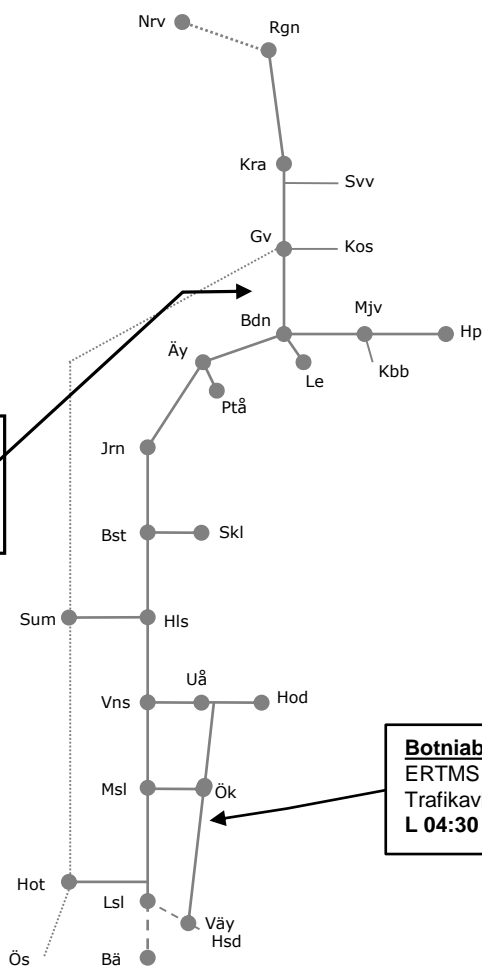 Nrv
Rgn
Kra
Svv
Gv
Kos
Bdn
Mjv
Hp
Äy
Le
Kbb
Ptå
Jrn
Bst
Skl
Sum
Hls
Uå
Vns
Hod
Botniab
ERTMS
Msl
Ök
Trafikav
L 04:30
Hot
Lsl
Väy
Hsd
Ös
Bä